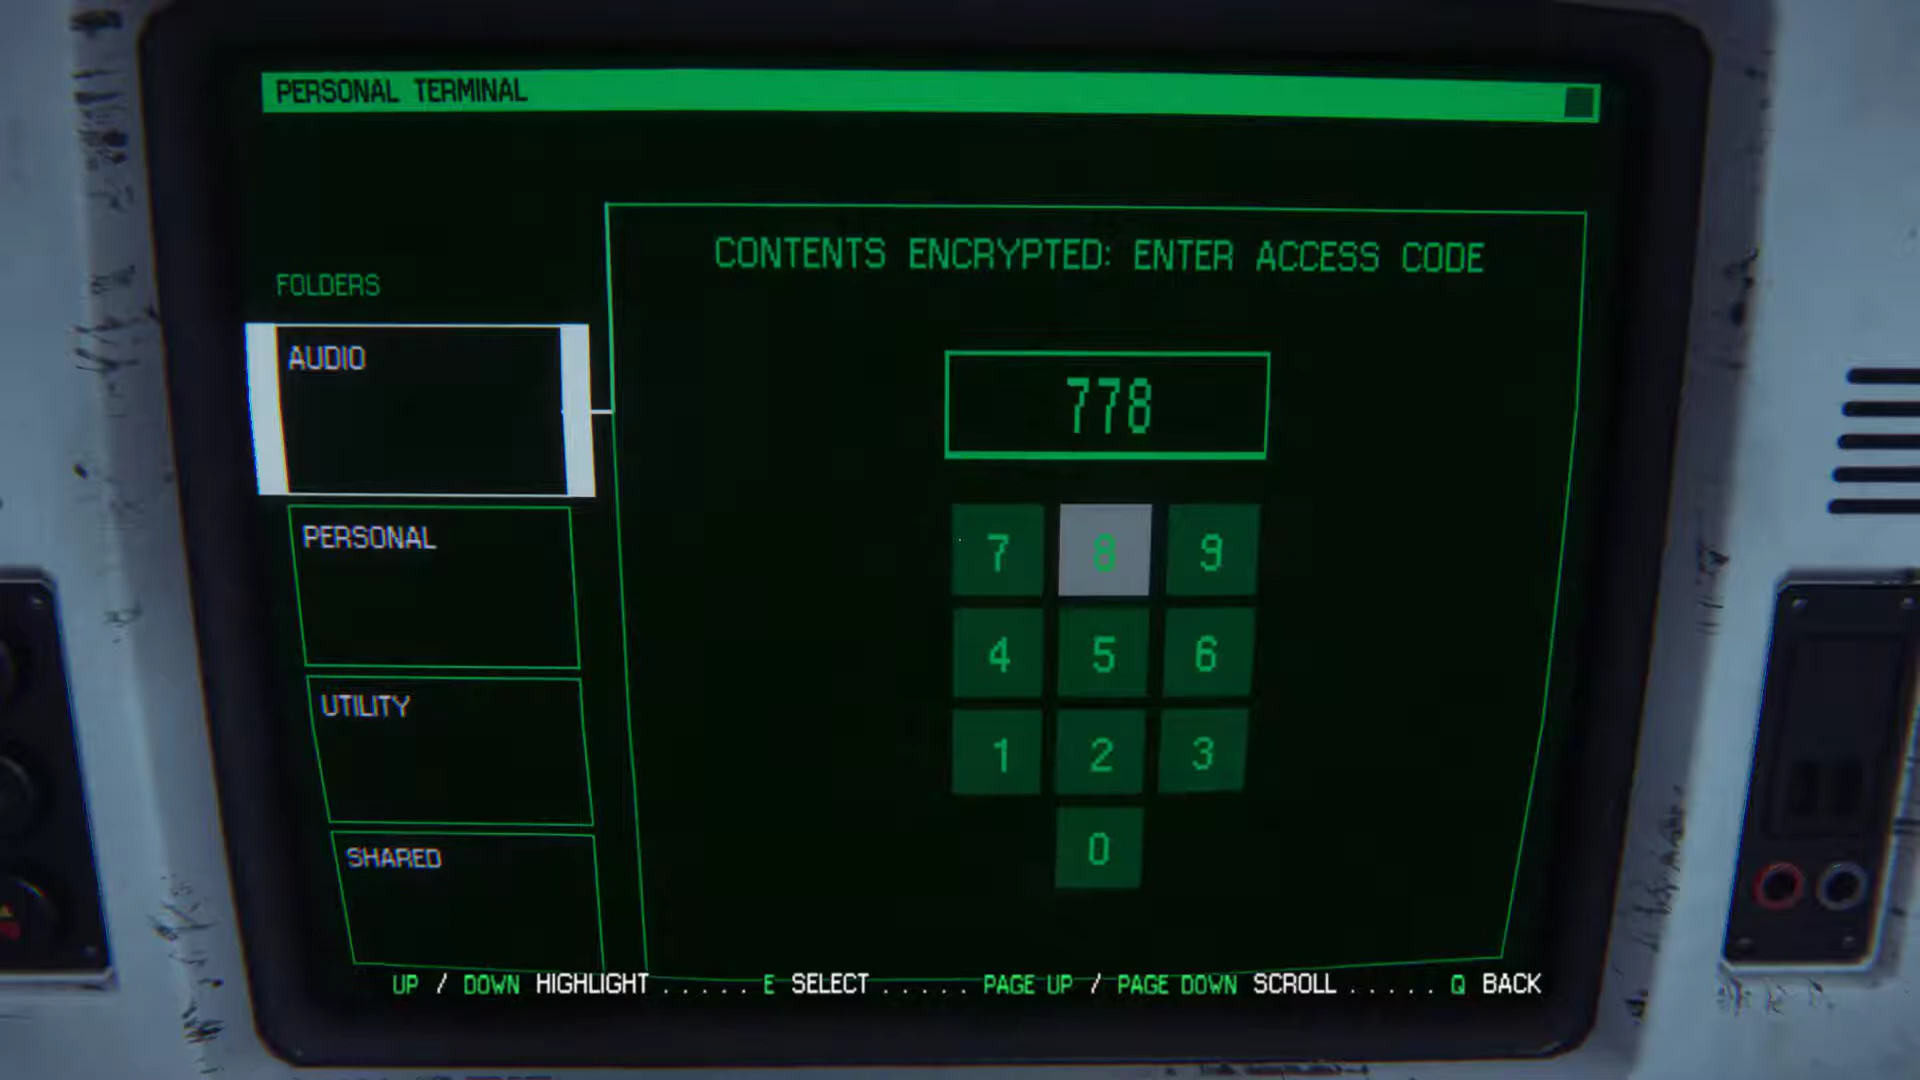 PERSONAL TERMINAL
FOLDERS
AUDIO
PERSONAL
UTILITY
SHARED
CONTENTS ENCRYPTED: ENTER ACCESS CODE
778
7 8 9
4 5 6
1 2 3
0
UP / DOWN HIGHLIGHT ..... E SELECT ..... PAGE UP / PAGE DOWN SCROLL ..... Q BACK